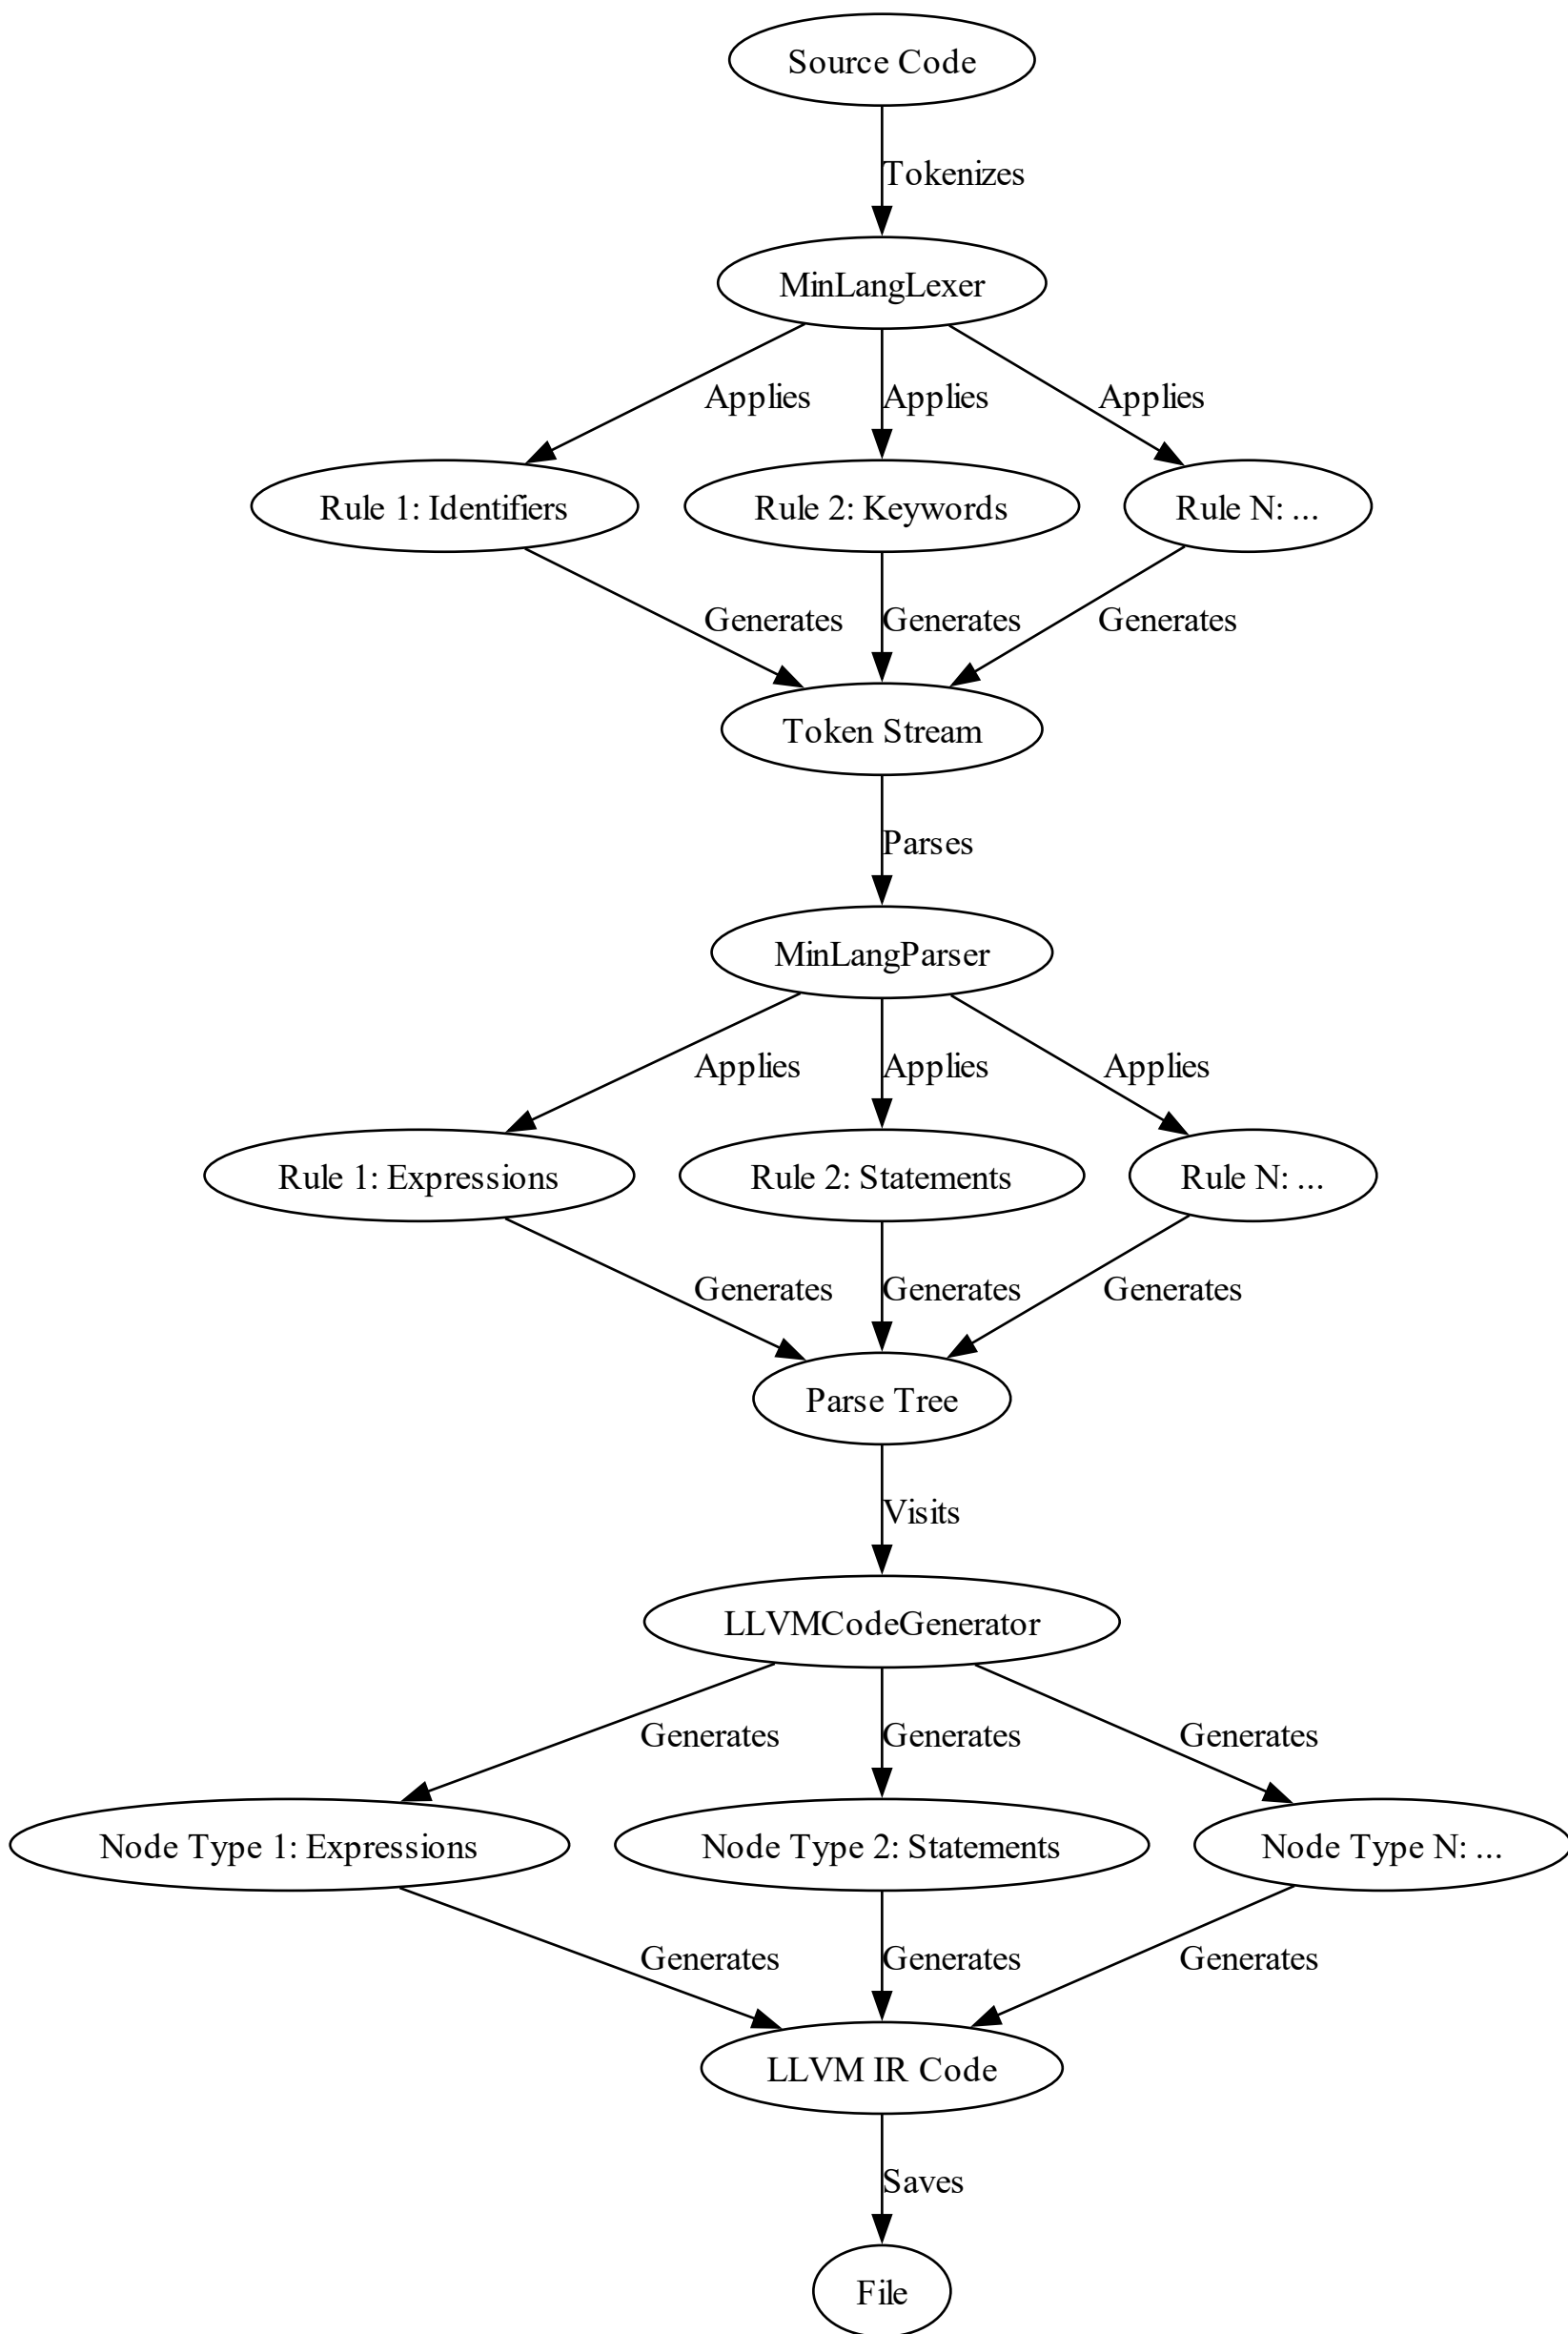 Source Code
Tokenizes
MinLangLexer
Applies
Applies
Applies
Rule 1: Identifiers
Rule 2: Keywords
Rule N: ...
Generates
Generates
Generates
Token Stream
Parses
MinLangParser
Applies
Applies
Applies
Rule 1: Expressions
Rule 2: Statements
Rule N: ...
Generates
Generates
Generates
Parse Tree
Visits
LLVMCodeGenerator
Generates
Generates
Generates
Node Type 1: Expressions
Node Type 2: Statements
Node Type N: ...
Generates
Generates
Generates
LLVM IR Code
Saves
File